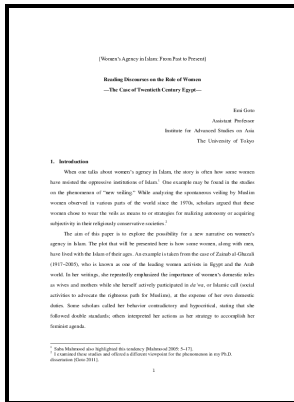 [Women's Agency in Islam: From Past to Present]
Reading Discourses on the Role of Women
—The Case of Twentieth Century Egypt—
Emi Goto
Assistant Professor
Institute for Advanced Studies on Asia
The University of Tokyo
1. Introduction
When one talks about women's agency in Islam, the story is often how some women
have resisted the oppressive institutions of Islam.1 One example may be found in the studies
on the phenomenon of "new veiling." While analyzing the spontaneous veiling by Muslim
women observed in various parts of the world since the 1970s, scholars argued that these
women chose to wear the veils as means to or strategies for realizing autonomy or acquiring
subjectivity in their religiously conservative societies.2
The aim of this paper is to explore the possibility for a new narrative on women's
agency in Islam. The plot that will be presented here is how some women, along with men,
have lived with the Islam of their ages. An example is taken from the case of Zainab al-Ghazali
(1917–2005), who is known as one of the leading women activists in Egypt and the Arab
world. In her writings, she repeatedly emphasized the importance of women's domestic roles
as wives and mothers while she herself actively participated in da'wa, or Islamic call (social
activities to advocate the righteous path for Muslims), at the expense of her own domestic
duties. Some scholars called her behavior contradictory and hypocritical, stating that she
followed double standards; others interpreted her actions as her strategy to accomplish her
feminist agenda.
1 Saba Mahmood also highlighted this tendency [Mahmood 2005: 5–17].
2 I examined these studies and offered a different viewpoint for the phenomenon in my Ph.D.
dissertation [Goto 2011].
1